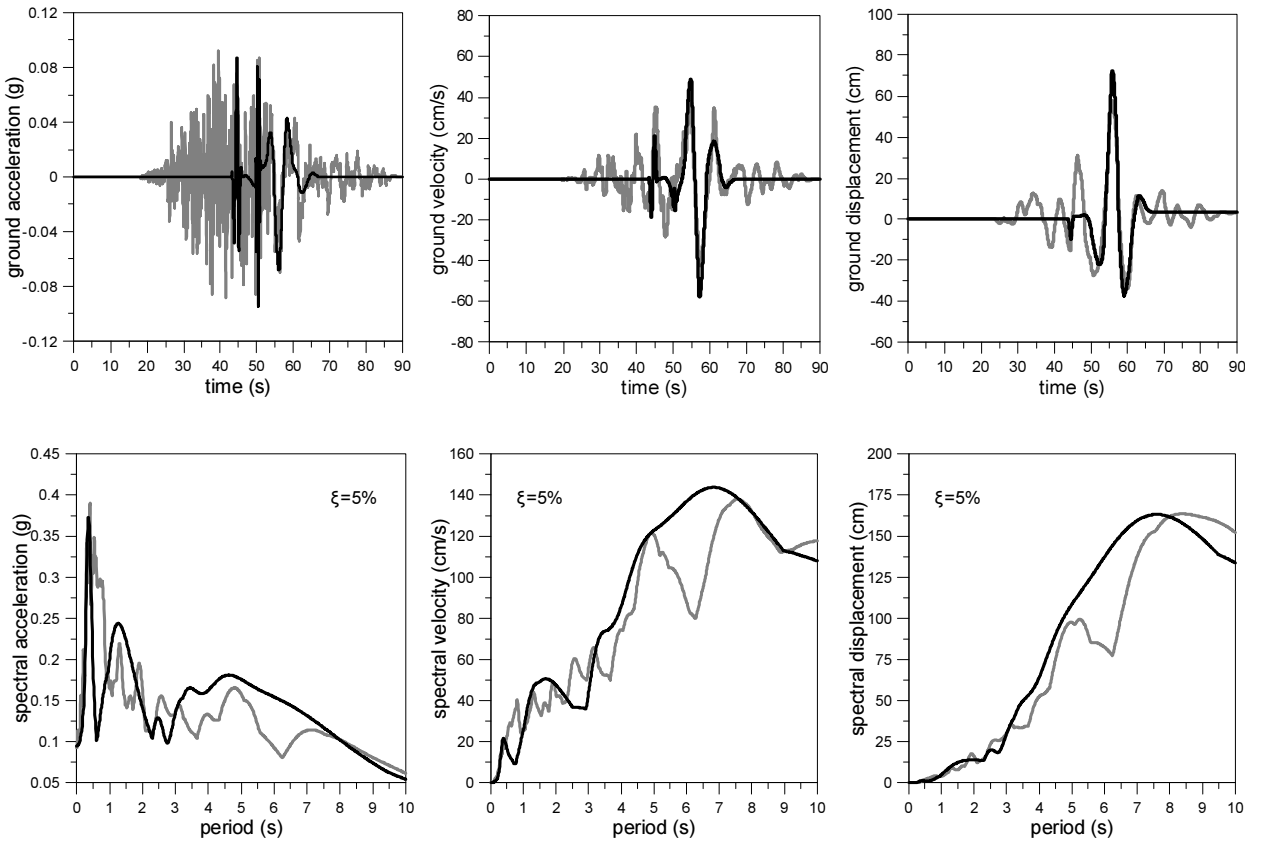 ground acceleration (g)
0.12
0.08
0.04
0
-0.04
-0.08
-0.12
0 10 20 30 40 50 60 70 80 90
time (s)
ground velocity (cm/s)
80
60
40
20
0
-20
-40
-60
-80
0 10 20 30 40 50 60 70 80 90
time (s)
ground displacement (cm)
100
80
60
40
20
0
-20
-40
-60
0 10 20 30 40 50 60 70 80 90
time (s)
spectral acceleration (g)
0.45
0.4
0.35
0.3
0.25
0.2
0.15
0.1
0.05
ξ=5%
0 1 2 3 4 5 6 7 8 9 10
period (s)
spectral velocity (cm/s)
160
140
120
100
80
60
40
20
0
ξ=5%
0 1 2 3 4 5 6 7 8 9 10
period (s)
spectral displacement (cm)
200
175
150
125
100
75
50
25
0
ξ=5%
0 1 2 3 4 5 6 7 8 9 10
period (s)